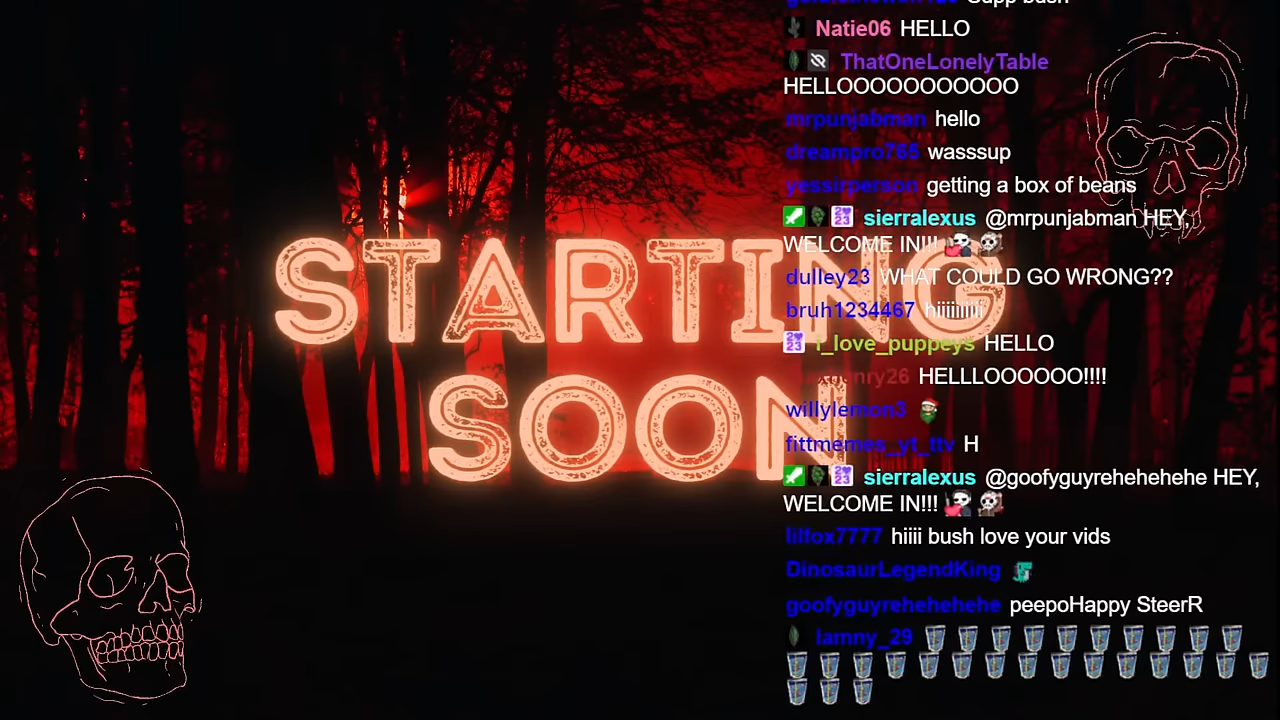 Natie06 HELLO
ThatOneLonelyTable
HELLOOOOOOOOOOO
mrpunjabman hello
dreampro765 wasssup
yessirperson getting a box of beans
sierralexus @mrpunjabman HEY,
WELCOME IN!!!
dulley23 WHAT COULD GO WRONG??
bruh1234467 hiiiiiiiiii
i_love_puppeys HELLO
HELLLOOOOOO!!!!
willylemon3
fittmemes_yt_ttv H
sierralexus @goofyguyrehehehehe HEY,
WELCOME IN!!!
lilfox7777 hiiii bush love your vids
DinosaurLegendKing
goofyguyrehehehehe peepoHappy SteerR
lamny_29
STARTING
SOON